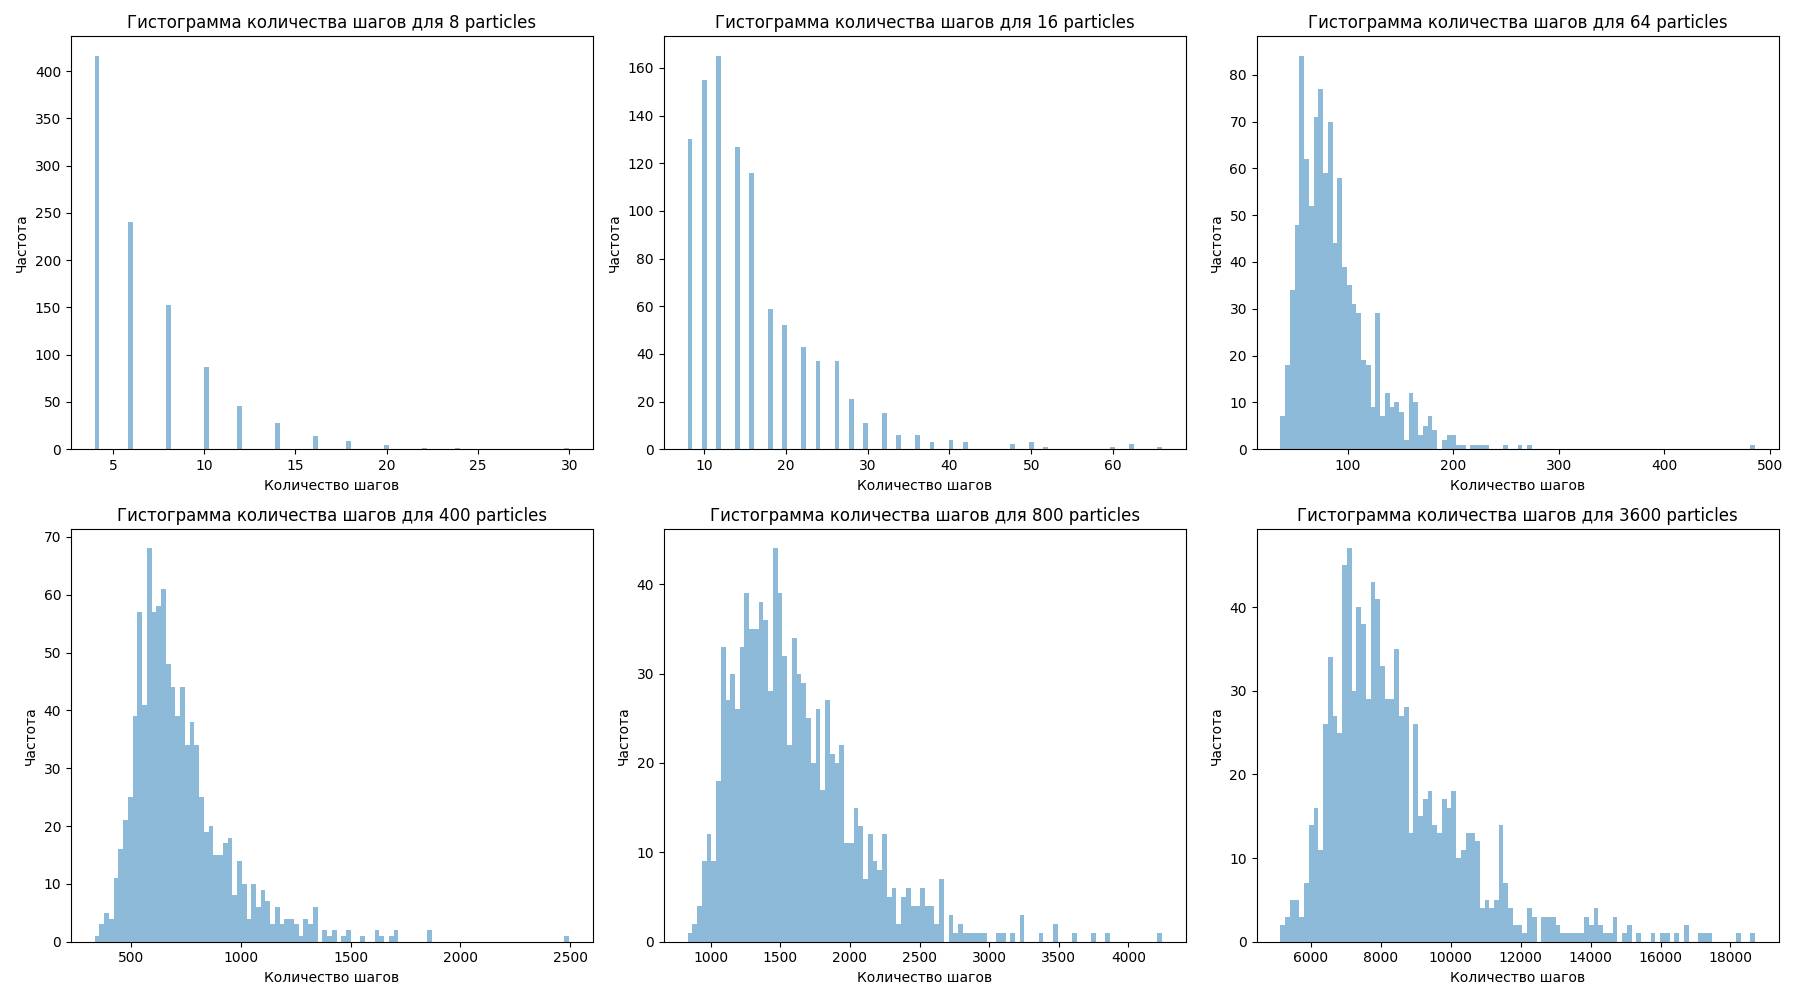 Гистограмма количества шагов для 8 particles
Частота
0 50 100 150 200 250 300 350 400
5 10 15 20 25 30
Количество шагов
Гистограмма количества шагов для 16 particles
Частота
0 20 40 60 80 100 120 140 160
10 20 30 40 50 60
Количество шагов
Гистограмма количества шагов для 64 particles
Частота
0 10 20 30 40 50 60 70 80
100 200 300 400 500
Количество шагов
Гистограмма количества шагов для 400 particles
Частота
0 10 20 30 40 50 60 70
500 1000 1500 2000 2500
Количество шагов
Гистограмма количества шагов для 800 particles
Частота
0 10 20 30 40
1000 1500 2000 2500 3000 3500 4000
Количество шагов
Гистограмма количества шагов для 3600 particles
Частота
0 10 20 30 40
6000 8000 10000 12000 14000 16000 18000
Количество шагов